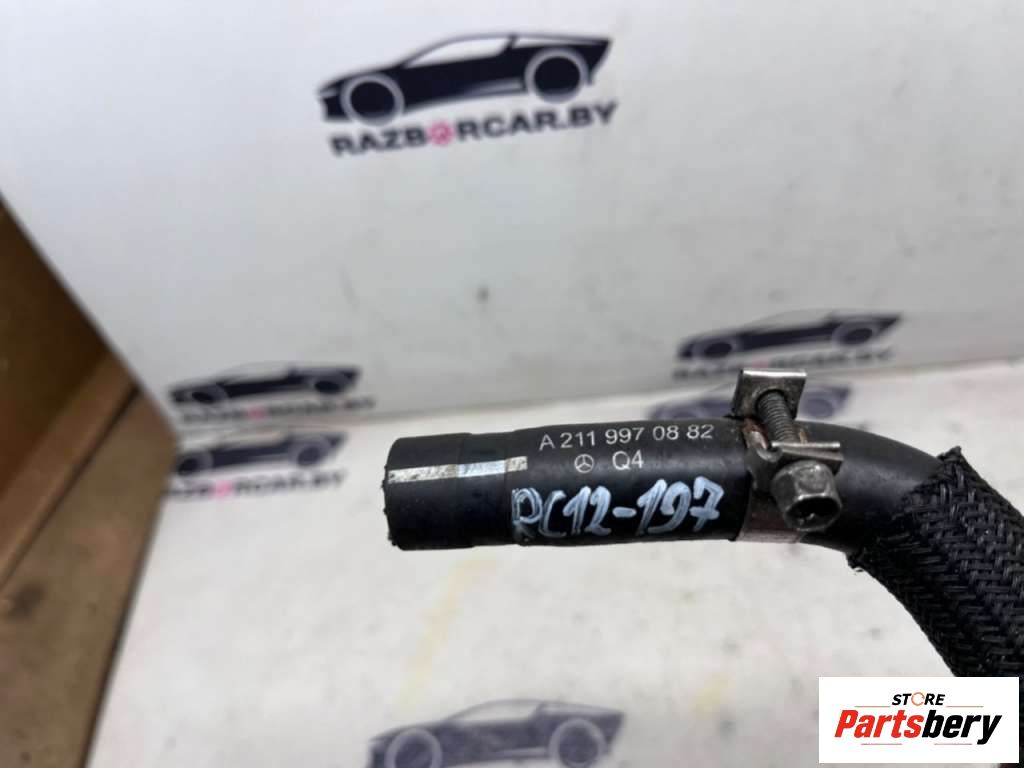 RAZBORCAR.BY
A 211 997 08 82
Q4
PC12-197
STORE
Partsbery